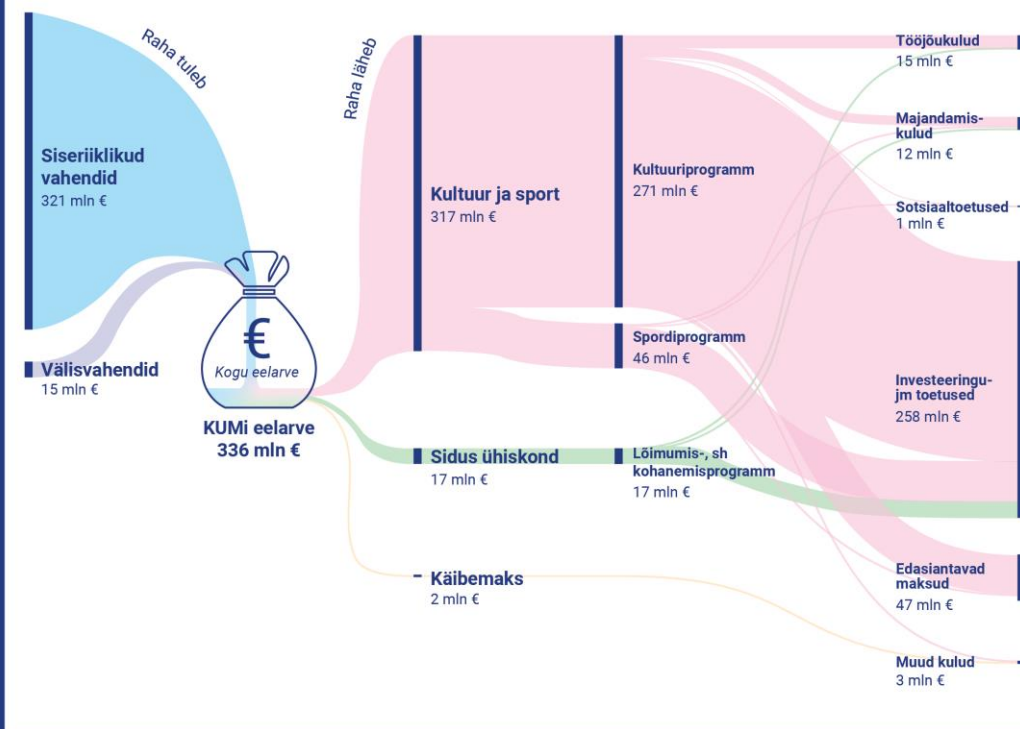 Raha tuleb
Siseriiklikud
vahendid
321 mln €
Välisvahendid
15 mln €
€
Kogu eelarve
KUMi eelarve
336 mln €
Raha läheb
Kultuur ja sport
317 mln €
Sidus ühiskond
17 mln €
Käibemaks
2 mln €
Kultuuriprogramm
271 mln €
Spordiprogramm
46 mln €
Lõimumis-, sh
kohanemisprogramm
17 mln €
Tööjõukulud
15 mln €
Majandamis-
kulud
12 mln €
Sotsiaaltoetused
1 mln €
Investeeringu-
jm toetused
258 mln €
Edasiantavad
maksud
47 mln €
Muud kulud
3 mln €